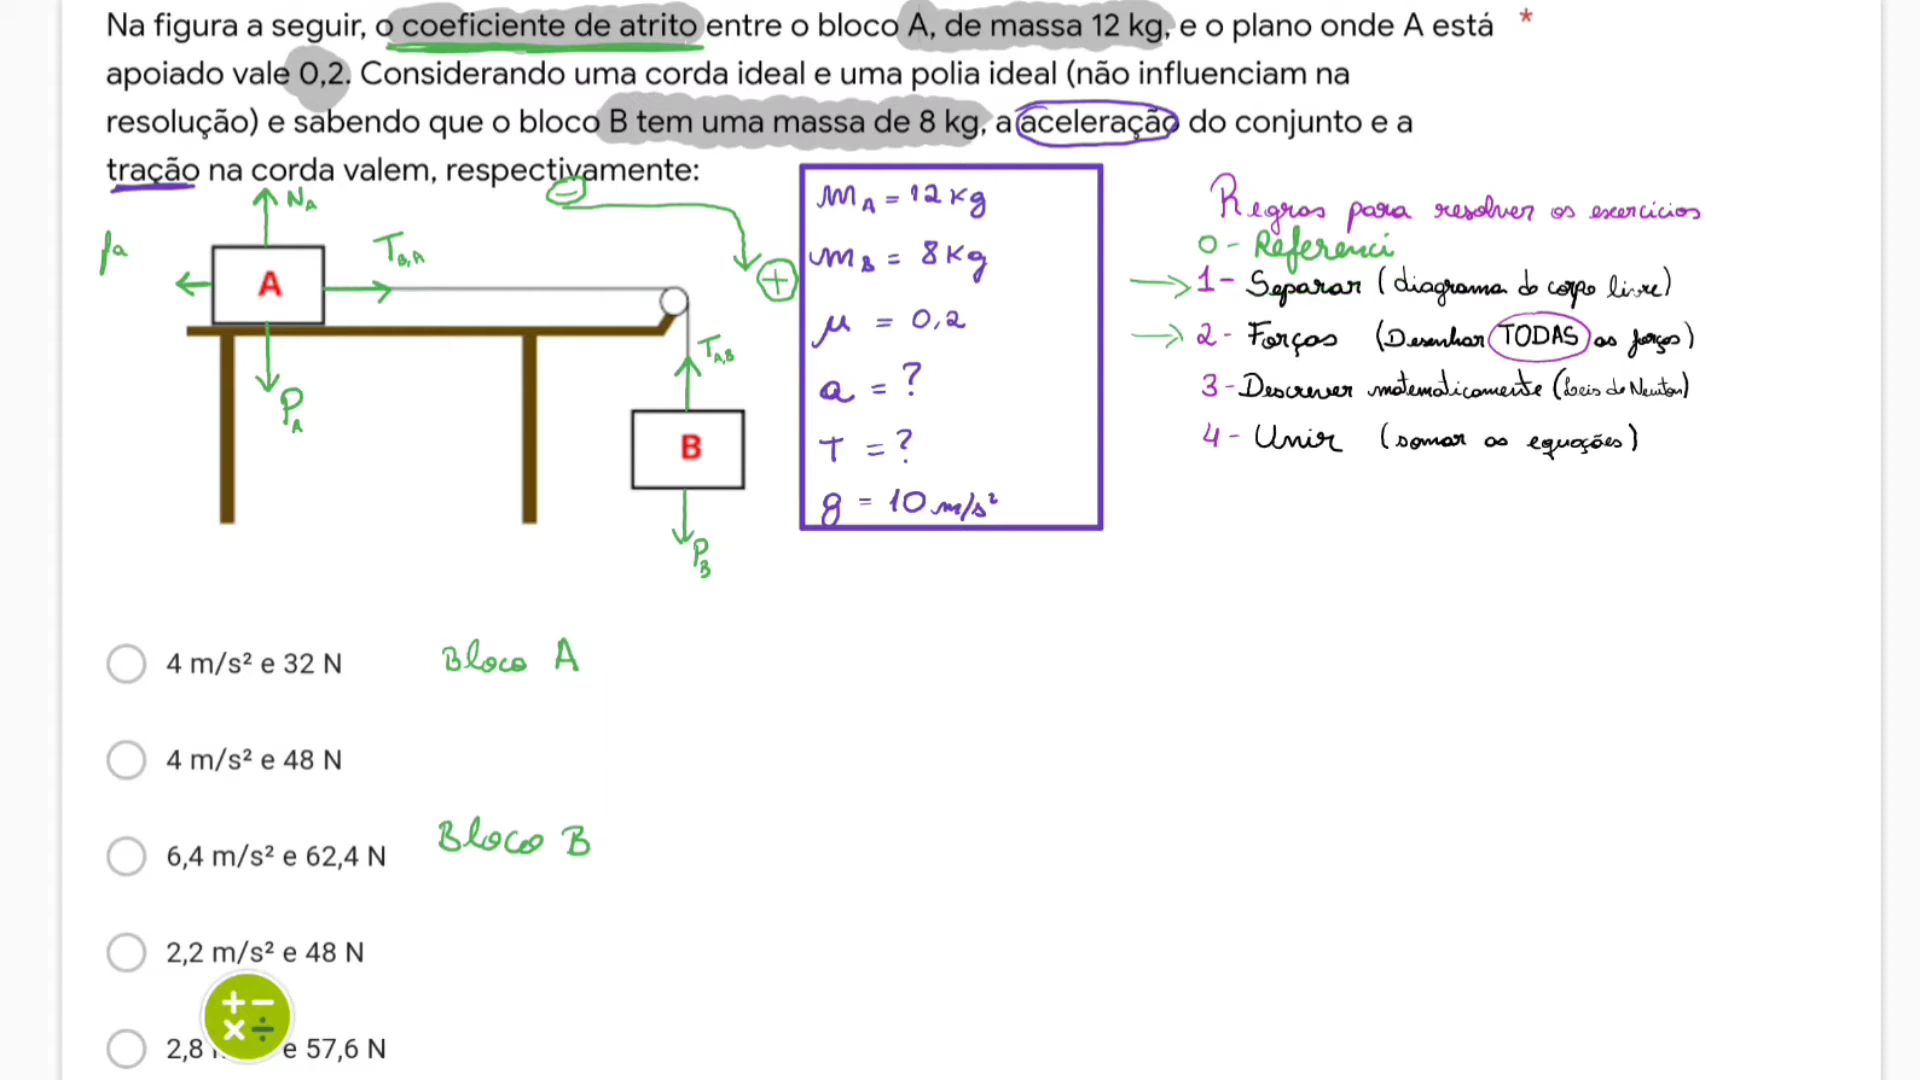 Na figura a seguir, o coeficiente de atrito entre o bloco A, de massa 12 kg, e o plano onde A está *
apoiado vale 0,2. Considerando uma corda ideal e uma polia ideal (não influenciam na
resolução) e sabendo que o bloco B tem uma massa de 8 kg, a aceleração do conjunto e a
tração na corda valem, respectivamente:
N_A
fa
T_B,A
A
P_A
T_A,B
B
P_B
−
+
m_A = 12 kg
m_B = 8 kg
μ = 0,2
a = ?
T = ?
g = 10 m/s²
Regras para resolver os exercícios
0 - Referenci
1 - Separar (diagrama do corpo livre)
2 - Forças (Desenhar TODAS as forças)
3 - Descrever matematicamente (Leis de Newton)
4 - Unir (somar as equações)
4 m/s² e 32 N
Bloco A
4 m/s² e 48 N
6,4 m/s² e 62,4 N
Bloco B
2,2 m/s² e 48 N
+ − × ÷
2,8 e 57,6 N